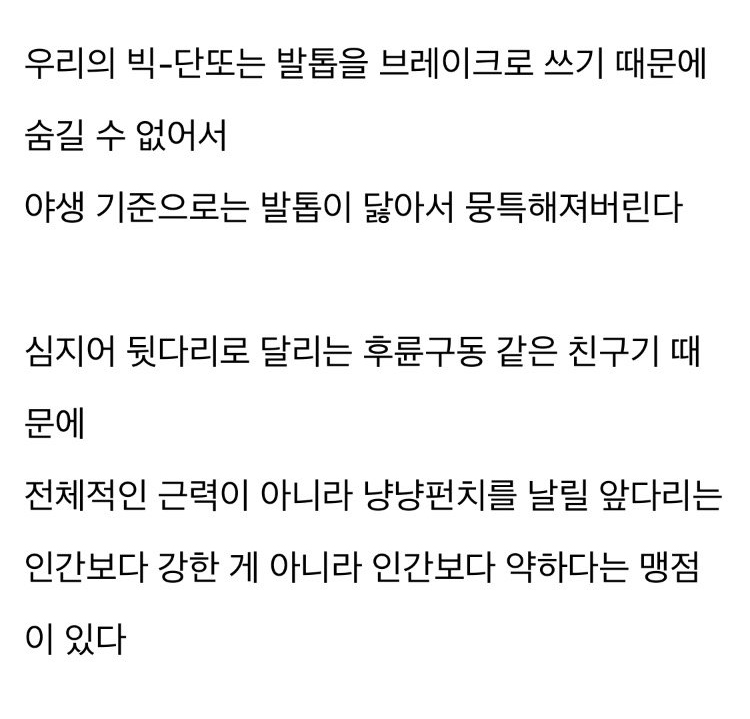 우리의 빅-단또는 발톱을 브레이크로 쓰기 때문에
숨길 수 없어서
야생 기준으로는 발톱이 닳아서 뭉특해져버린다
심지어 뒷다리로 달리는 후륜구동 같은 친구기 때
문에
전체적인 근력이 아니라 냥냥펀치를 날릴 앞다리는
인간보다 강한 게 아니라 인간보다 약하다는 맹점
이 있다